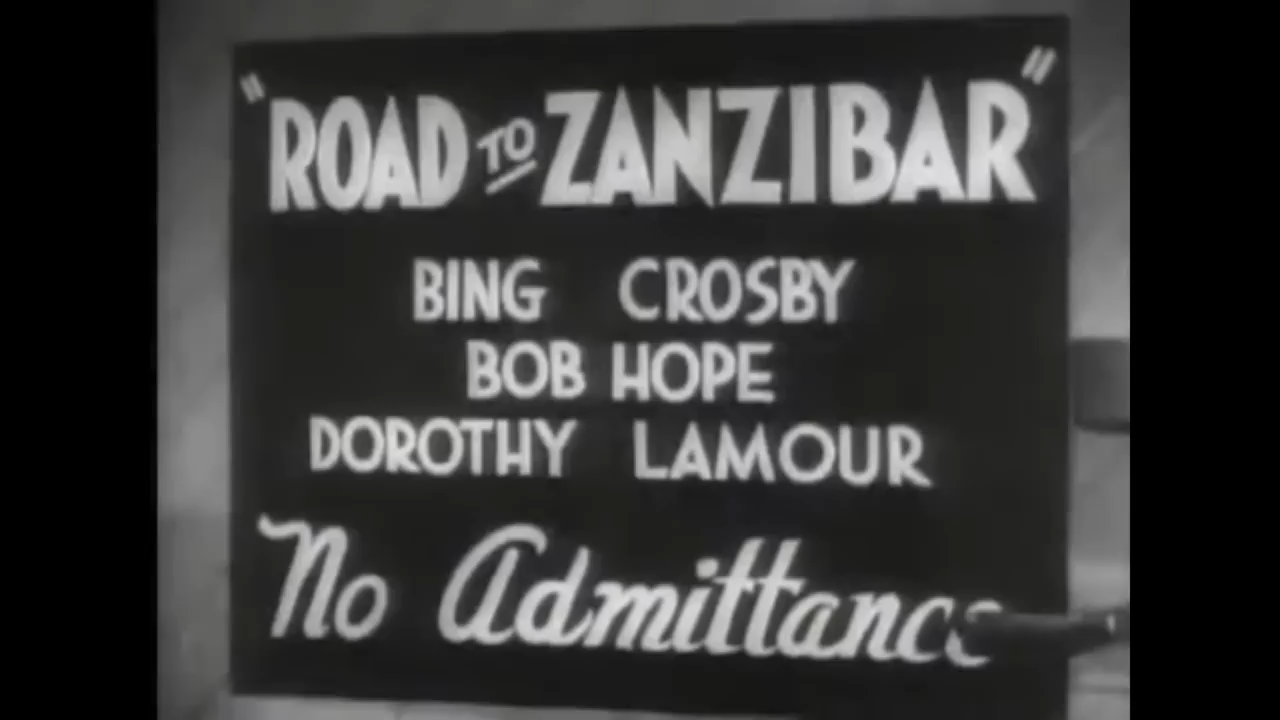 "ROAD TO ZANZIBAR"
BING CROSBY
BOB HOPE
DOROTHY LAMOUR
No Admittance